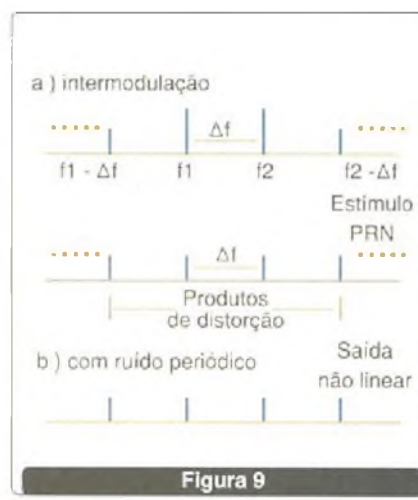 a ) intermodulação
Δf
f1 - Δf f1 f2 f2 -Δf
Estímulo
PRN
Δf
Produtos
de distorção
b ) com ruído periódico
Saída
não linear
Figura 9